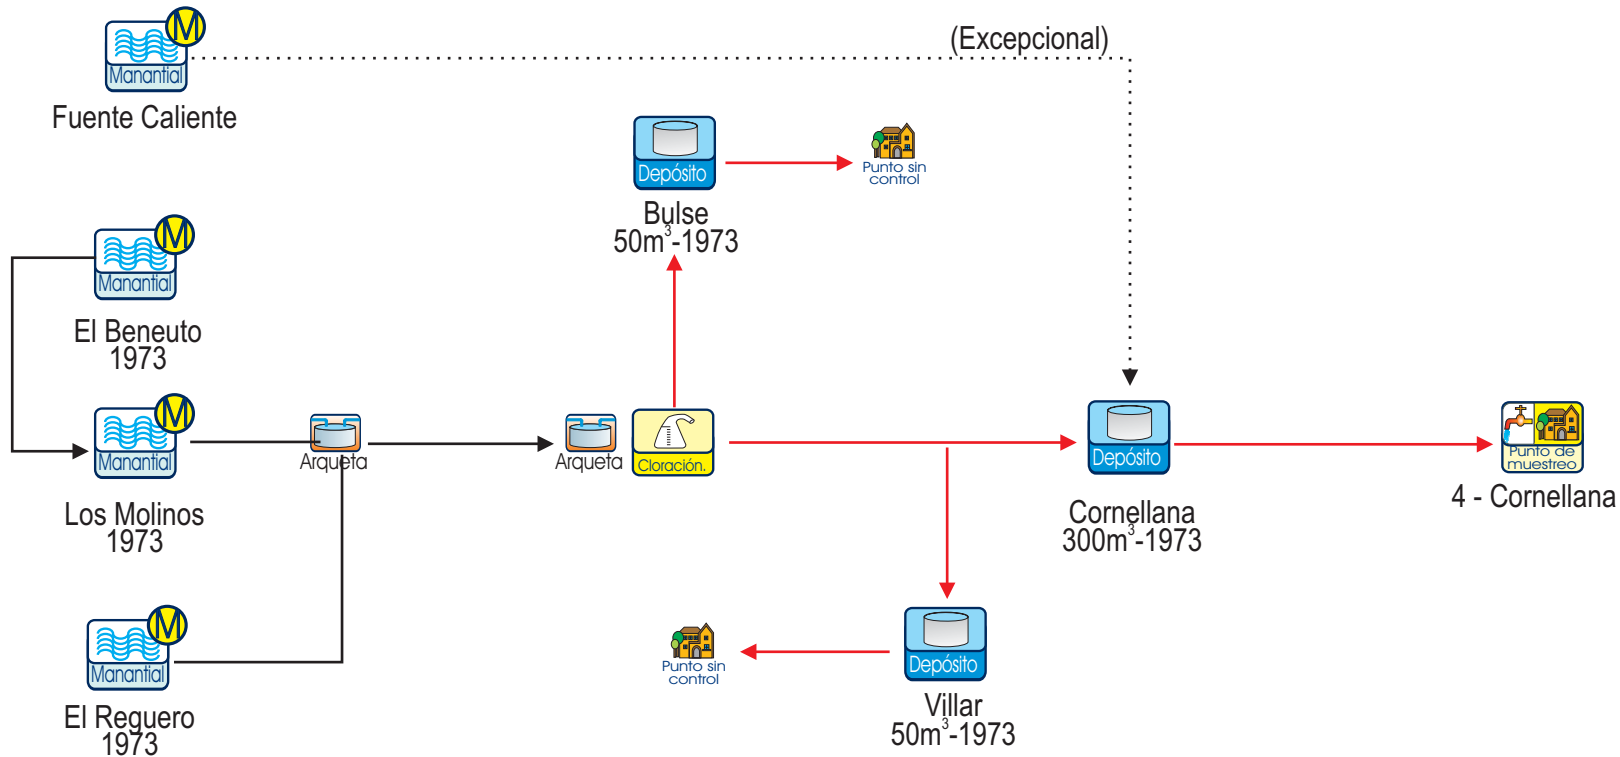 M
Manantial
Fuente Caliente
(Excepcional)
Depósito
Bulse
50m³-1973
Punto sin
control
M
Manantial
El Beneuto
1973
M
Manantial
Los Molinos
1973
Arqueta
Arqueta
Cloración.
Depósito
Cornellana
300m³-1973
Punto de
muestreo
4 - Cornellana
M
Manantial
El Reguero
1973
Punto sin
control
Depósito
Villar
50m³-1973